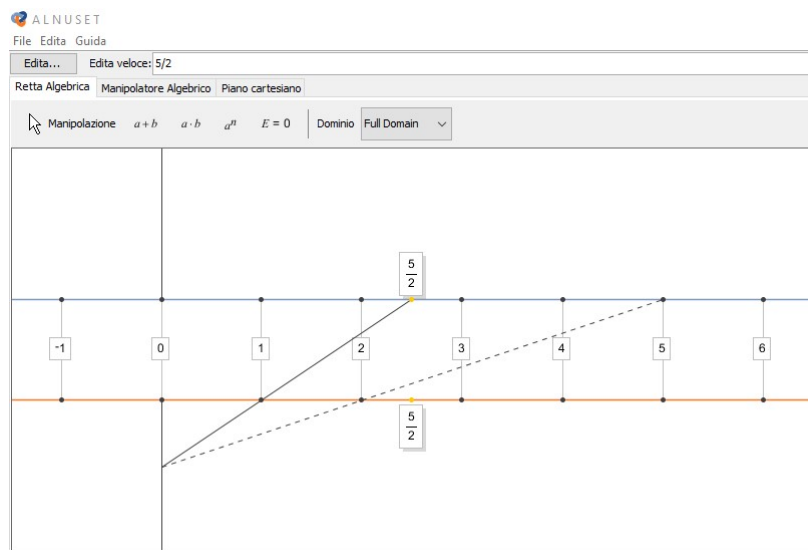 ALNUSET
File Edita Guida
Edita... Edita veloce: 5/2
Retta Algebrica Manipolatore Algebrico Piano cartesiano
Manipolazione a+b a·b aⁿ E = 0 Dominio Full Domain
5
2
-1 0 1 2 3 4 5 6
5
2